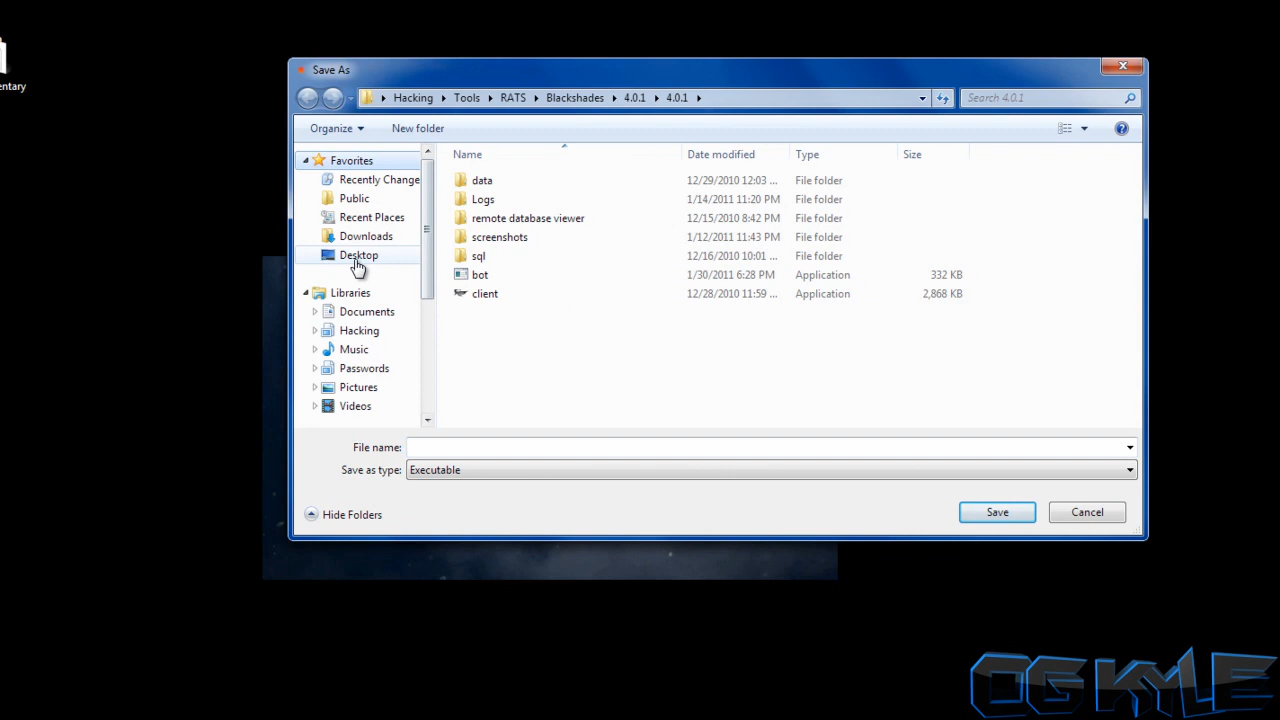 entary
Save As
Hacking Tools RATS Blackshades 4.0.1 4.0.1
Search 4.0.1
Organize New folder
Name Date modified Type Size
Favorites
Recently Change
Public
Recent Places
Downloads
Desktop
Libraries
Documents
Hacking
Music
Passwords
Pictures
Videos
data 12/29/2010 12:03 ... File folder
Logs 1/14/2011 11:20 PM File folder
remote database viewer 12/15/2010 8:42 PM File folder
screenshots 1/12/2011 11:43 PM File folder
sql 12/16/2010 10:01 ... File folder
bot 1/30/2011 6:28 PM Application 332 KB
client 12/28/2010 11:59 ... Application 2,868 KB
File name:
Save as type: Executable
Hide Folders Save Cancel
OG KYLE